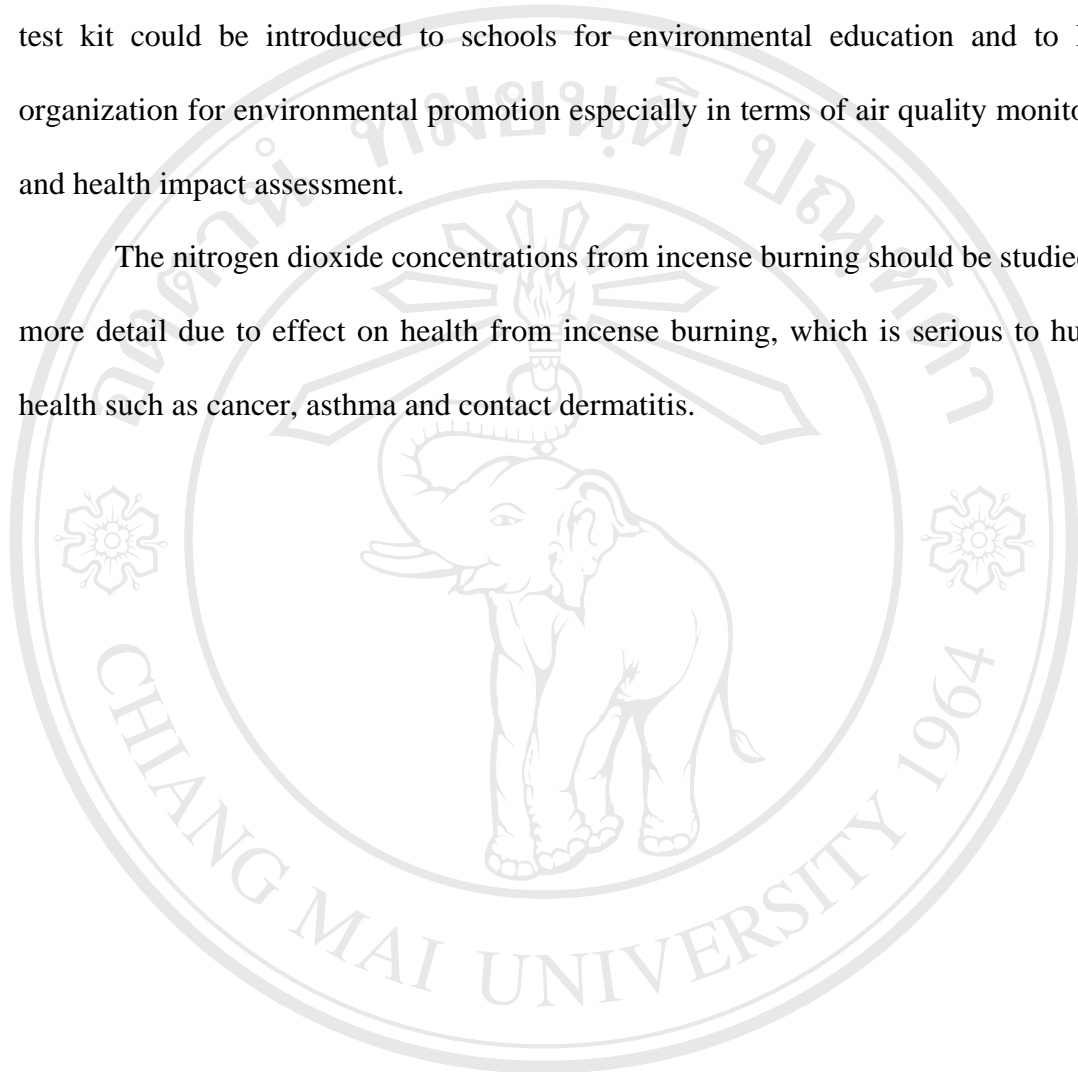 test kit could be introduced to schools for environmental education and to
organization for environmental promotion especially in terms of air quality
and health impact assessment.
The nitrogen dioxide concentrations from incense burning should be studied
more detail due to effect on health from incense burning, which is serious to
health such as cancer, asthma and contact dermatitis.
CHIANG MAI UNIVERSITY 1964